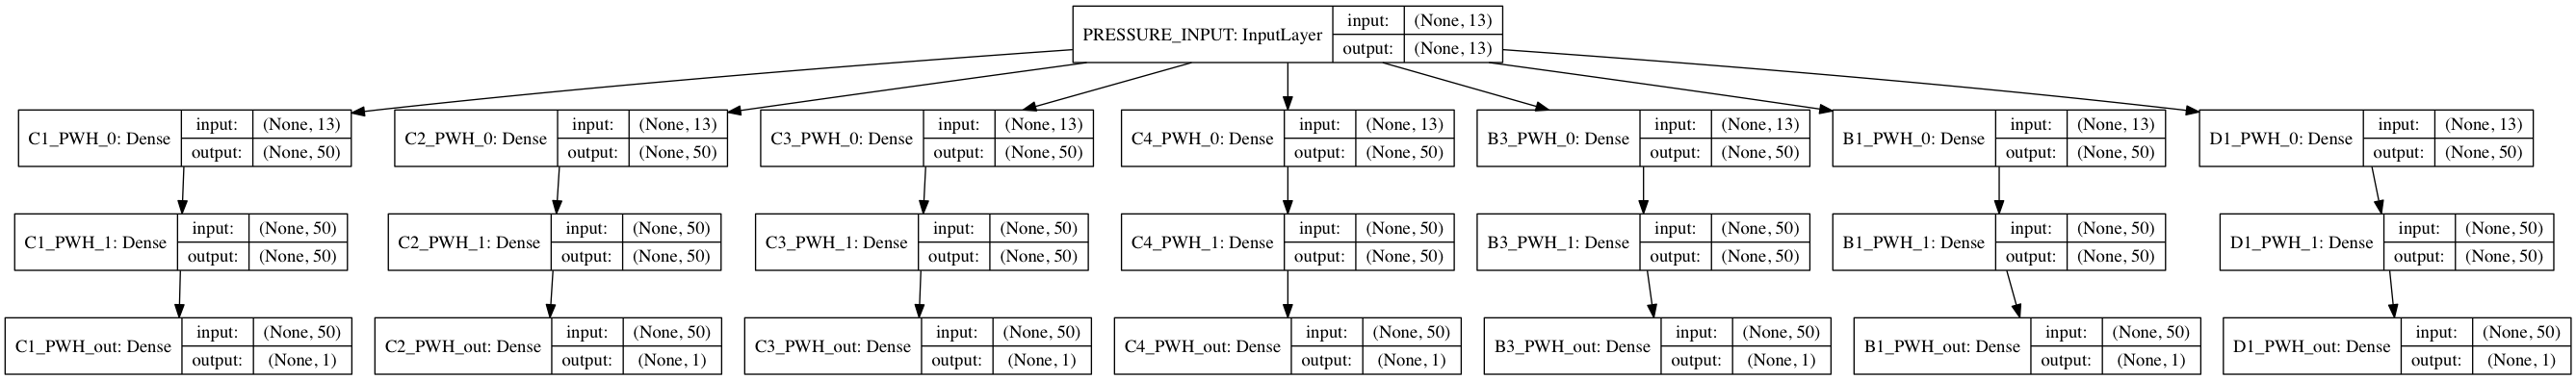 PRESSURE_INPUT: InputLayer input: (None, 13)
output: (None, 13)
C1_PWH_0: Dense input: (None, 13)
output: (None, 50)
C2_PWH_0: Dense input: (None, 13)
output: (None, 50)
C3_PWH_0: Dense input: (None, 13)
output: (None, 50)
C4_PWH_0: Dense input: (None, 13)
output: (None, 50)
B3_PWH_0: Dense input: (None, 13)
output: (None, 50)
B1_PWH_0: Dense input: (None, 13)
output: (None, 50)
D1_PWH_0: Dense input: (None, 13)
output: (None, 50)
C1_PWH_1: Dense input: (None, 50)
output: (None, 50)
C2_PWH_1: Dense input: (None, 50)
output: (None, 50)
C3_PWH_1: Dense input: (None, 50)
output: (None, 50)
C4_PWH_1: Dense input: (None, 50)
output: (None, 50)
B3_PWH_1: Dense input: (None, 50)
output: (None, 50)
B1_PWH_1: Dense input: (None, 50)
output: (None, 50)
D1_PWH_1: Dense input: (None, 50)
output: (None, 50)
C1_PWH_out: Dense input: (None, 50)
output: (None, 1)
C2_PWH_out: Dense input: (None, 50)
output: (None, 1)
C3_PWH_out: Dense input: (None, 50)
output: (None, 1)
C4_PWH_out: Dense input: (None, 50)
output: (None, 1)
B3_PWH_out: Dense input: (None, 50)
output: (None, 1)
B1_PWH_out: Dense input: (None, 50)
output: (None, 1)
D1_PWH_out: Dense input: (None, 50)
output: (None, 1)